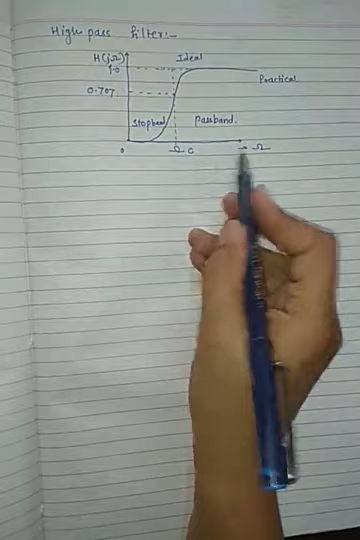 High pass filter:-
H(jΩ)
Ideal
1.0
Practical
0.707
Stopband
Passband.
0
Ωc
→ Ω